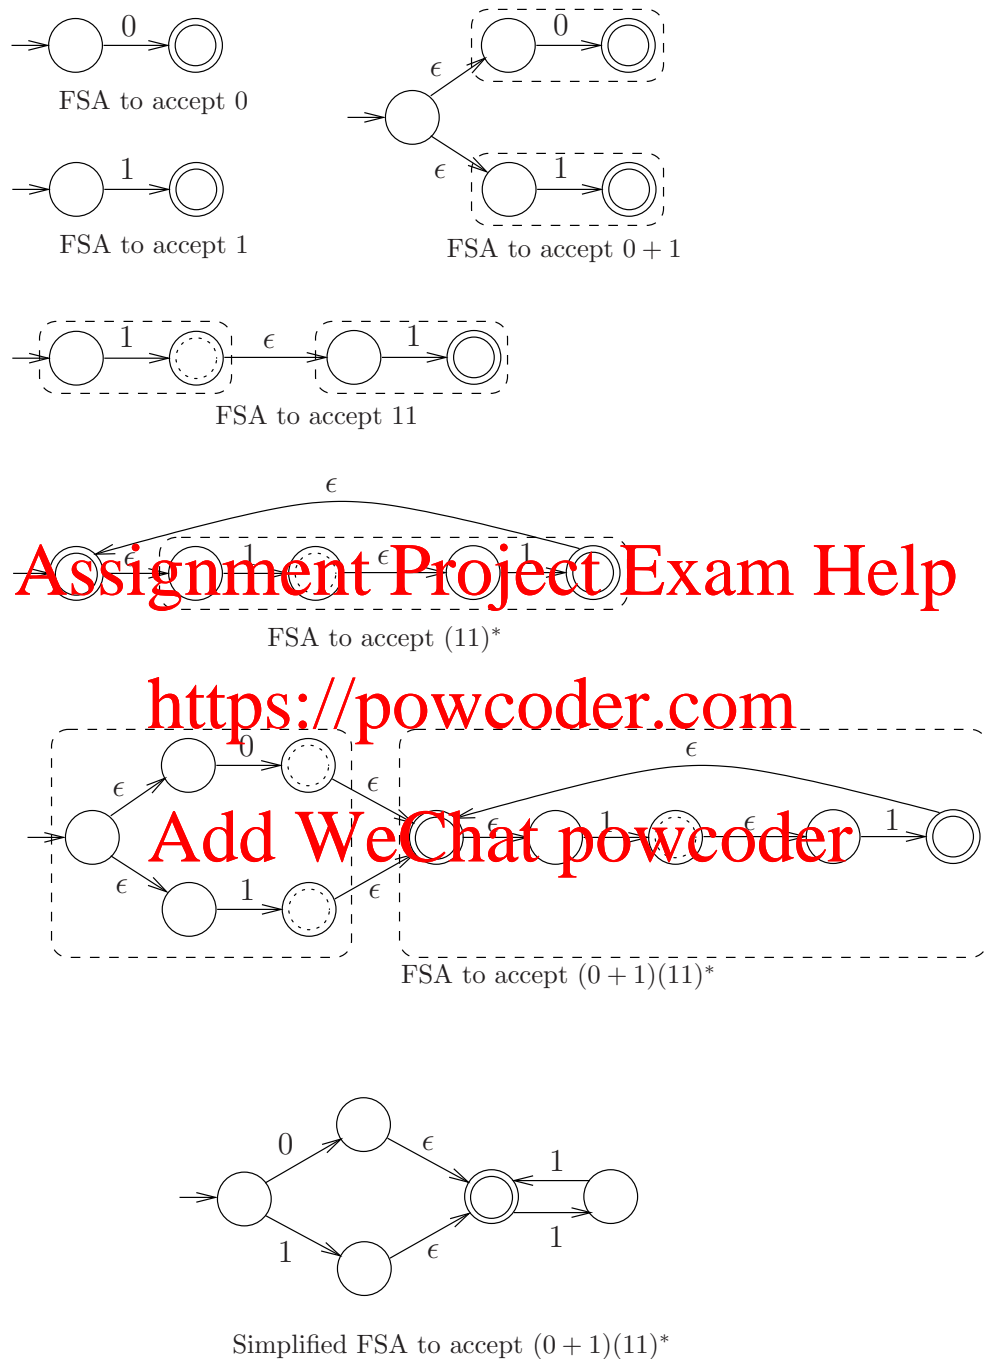 0
ϵ
0
FSA to accept 0
1
ϵ
1
FSA to accept 1
FSA to accept 0 + 1
1
ϵ
1
FSA to accept 11
ϵ
ϵ
1
ϵ
1
Assignment Project Exam Help
FSA to accept (11)*
https://powcoder.com
0
ϵ
ϵ
ϵ
Add WeChat powcoder
ϵ
1
ϵ
1
ϵ
1
ϵ
FSA to accept (0 + 1)(11)*
0
ϵ
1
1
ϵ
1
Simplified FSA to accept (0 + 1)(11)*